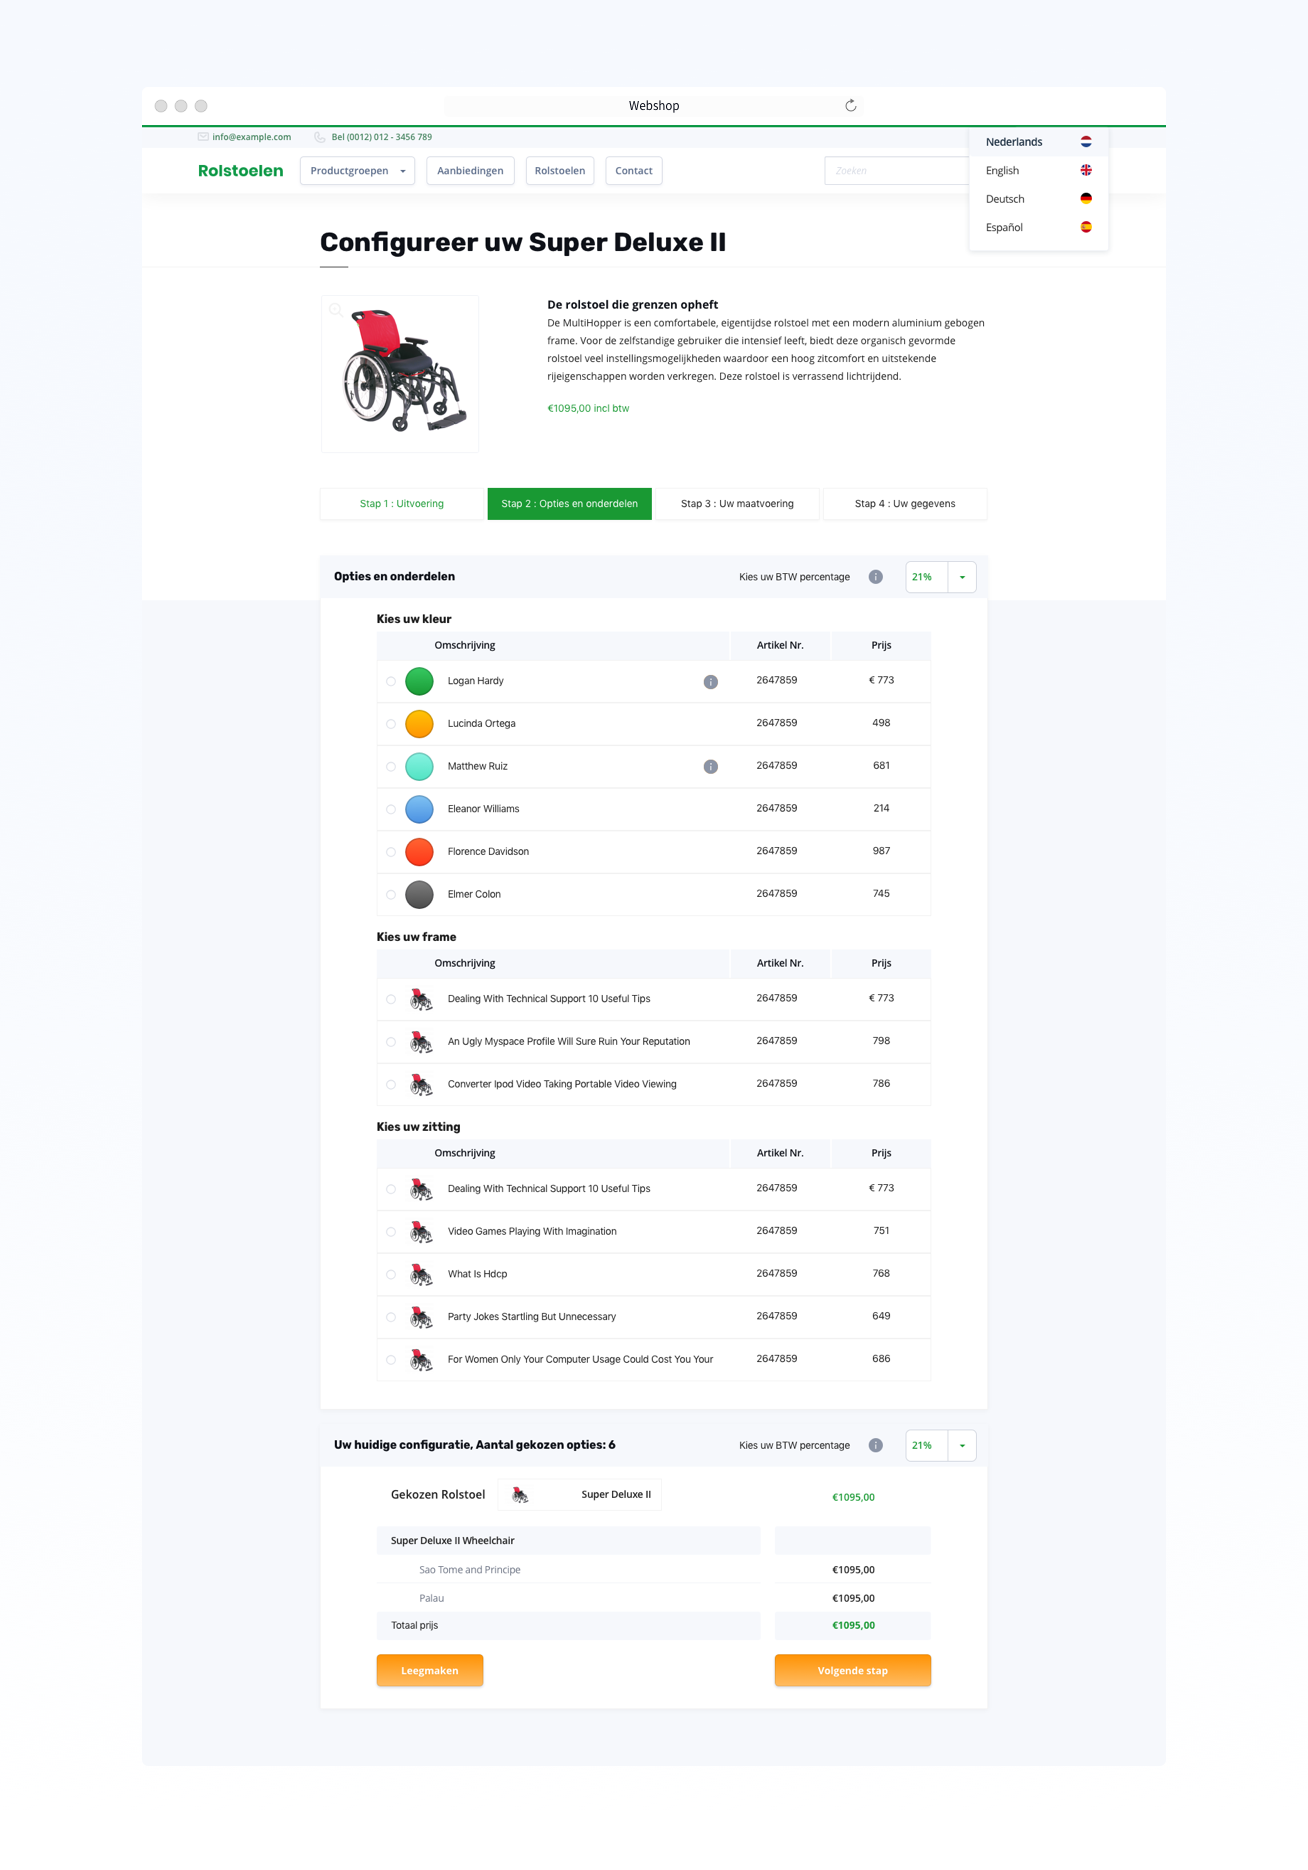 Webshop
info@example.com
Bel (0012) 012 - 3456 789
Nederlands
English
Deutsch
Español
Rolstoelen
Productgroepen
Aanbiedingen
Rolstoelen
Contact
Zoeken
Configureer uw Super Deluxe II
De rolstoel die grenzen opheft
De MultiHopper is een comfortabele, eigentijdse rolstoel met een modern aluminium gebogen
frame. Voor de zelfstandige gebruiker die intensief leeft, biedt deze organisch gevormde
rolstoel veel instellingsmogelijkheden waardoor een hoog zitcomfort en uitstekende
rijeigenschappen worden verkregen. Deze rolstoel is verrassend lichtrijdend.
€1095,00 incl btw
Stap 1 : Uitvoering
Stap 2 : Opties en onderdelen
Stap 3 : Uw maatvoering
Stap 4 : Uw gegevens
Opties en onderdelen
Kies uw BTW percentage
21%
Kies uw kleur
Omschrijving Artikel Nr. Prijs
Logan Hardy 2647859 € 773
Lucinda Ortega 2647859 498
Matthew Ruiz 2647859 681
Eleanor Williams 2647859 214
Florence Davidson 2647859 987
Elmer Colon 2647859 745
Kies uw frame
Omschrijving Artikel Nr. Prijs
Dealing With Technical Support 10 Useful Tips 2647859 € 773
An Ugly Myspace Profile Will Sure Ruin Your Reputation 2647859 798
Converter Ipod Video Taking Portable Video Viewing 2647859 786
Kies uw zitting
Omschrijving Artikel Nr. Prijs
Dealing With Technical Support 10 Useful Tips 2647859 € 773
Video Games Playing With Imagination 2647859 751
What Is Hdcp 2647859 768
Party Jokes Startling But Unnecessary 2647859 649
For Women Only Your Computer Usage Could Cost You Your 2647859 686
Uw huidige configuratie, Aantal gekozen opties: 6
Kies uw BTW percentage
21%
Gekozen Rolstoel Super Deluxe II €1095,00
Super Deluxe II Wheelchair
Sao Tome and Principe €1095,00
Palau €1095,00
Totaal prijs €1095,00
Leegmaken
Volgende stap